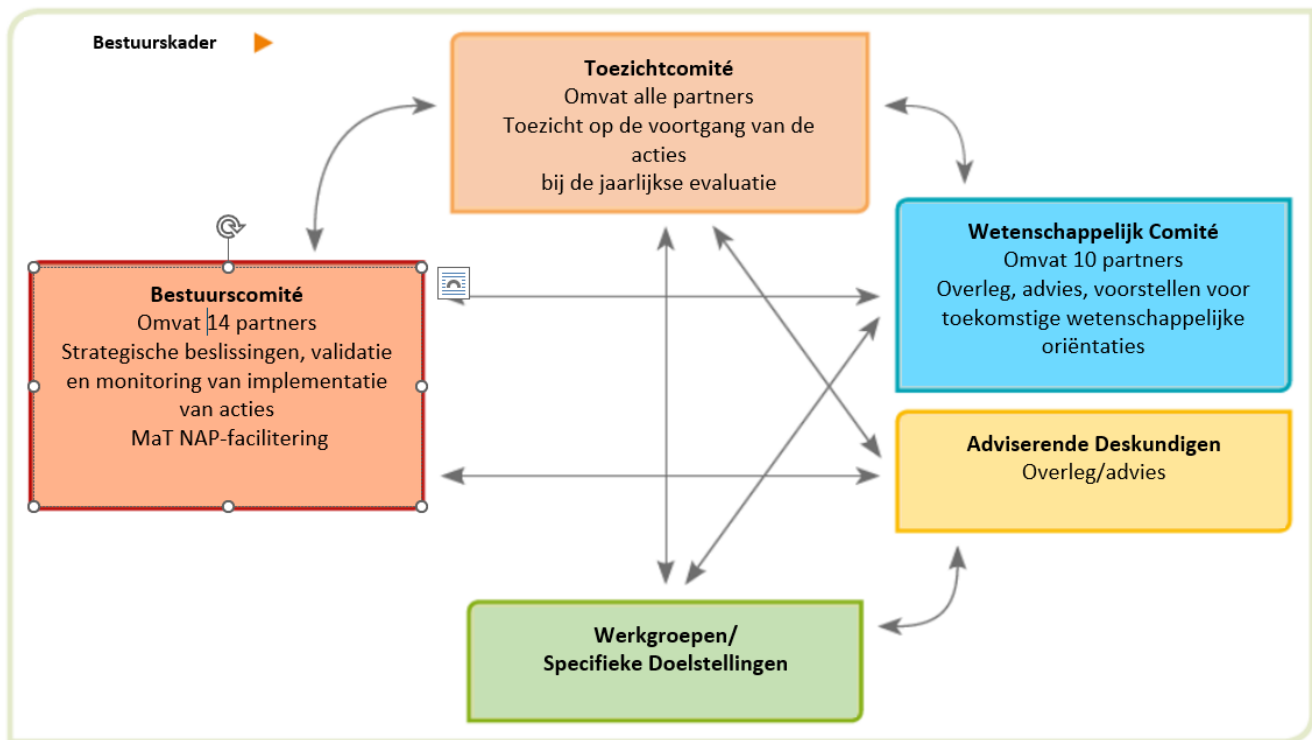 Bestuurskader
Toezichtcomité
Omvat alle partners
Toezicht op de voortgang van de
acties
bij de jaarlijkse evaluatie
Wetenschappelijk Comité
Omvat 10 partners
Overleg, advies, voorstellen voor
toekomstige wetenschappelijke
oriëntaties
Bestuurscomité
Omvat 14 partners
Strategische beslissingen, validatie
en monitoring van implementatie
van acties
MaT NAP-facilitering
Adviserende Deskundigen
Overleg/advies
Werkgroepen/
Specifieke Doelstellingen